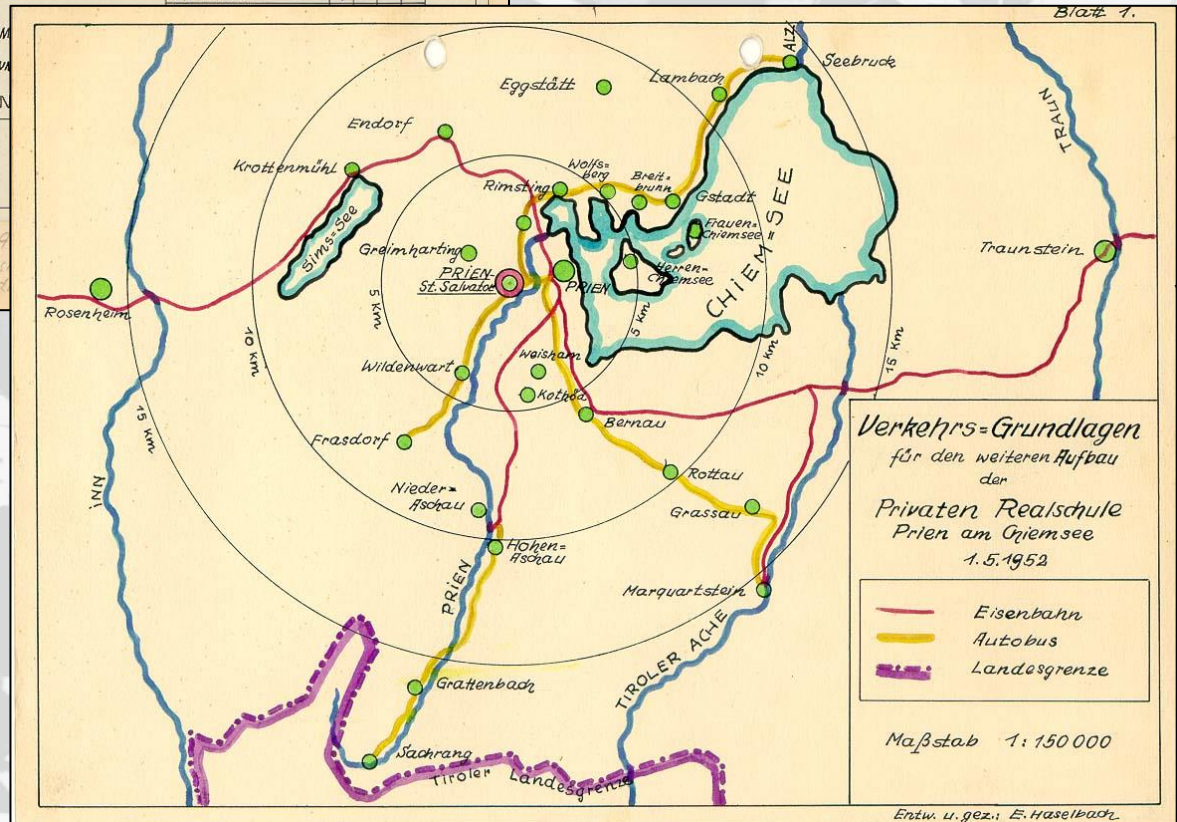 Blatt 1.
ALZ
Seebruck
Lambach
Eggstätt
TRAUN
Endorf
Krottenmühl
Wolfs=
berg
Breit=
brunn
Rimsting
Gstadt
Sims=See
Frauen=
Chiemsee
CHIEM=SEE
Greimharting
Traunstein
PRIEN
St. Salvator
PRIEN
Herren=
Chiemsee
Rosenheim
5 Km
5 Km
10 Km
10 Km
15 Km
15 Km
Wildenwart
Weisham
Kothöd
Bernau
Frasdorf
Rottau
INN
Nieder=
Aschau
Grassau
Hohen=
Aschau
PRIEN
Marquartstein
TIROLER ACHE
Grattenbach
Sachrang
Tiroler Landesgrenze
Verkehrs=Grundlagen
für den weiteren Aufbau
der
Privaten Realschule
Prien am Chiemsee
1.5.1952
Eisenbahn
Autobus
Landesgrenze
Maßstab 1:150000
Entw. u. gez.: E. Haselbach